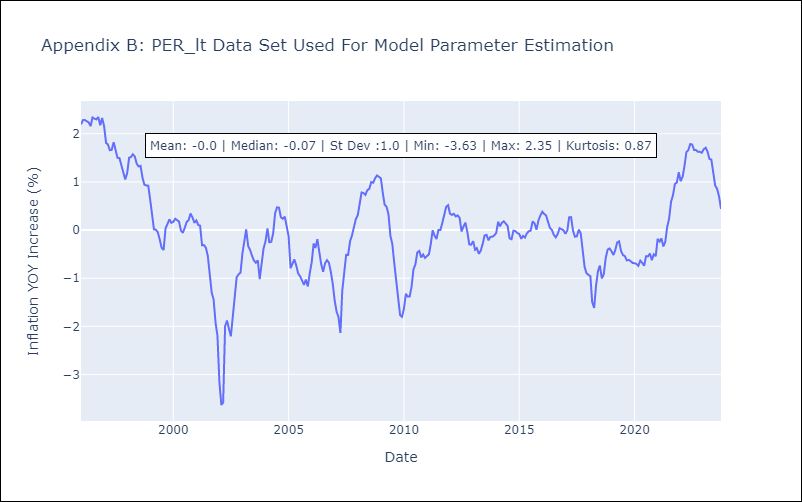 Appendix B: PER_lt Data Set Used For Model Parameter Estimation
Mean: -0.0 | Median: -0.07 | St Dev :1.0 | Min: -3.63 | Max: 2.35 | Kurtosis: 0.87
Inflation YOY Increase (%)
2
1
0
−1
−2
−3
2000
2005
2010
2015
2020
Date